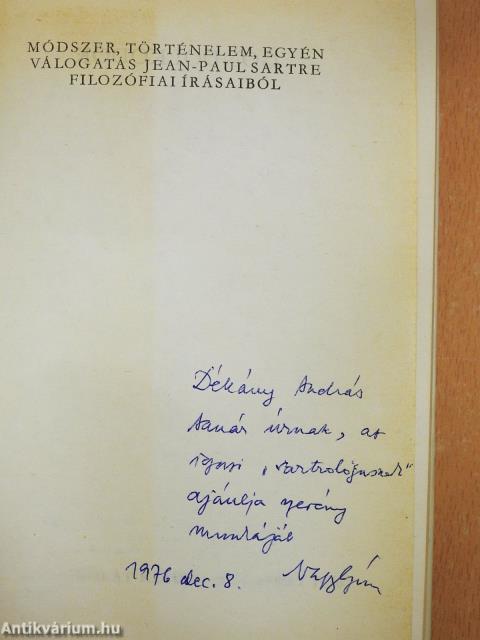 MÓDSZER, TÖRTÉNELEM, EGYÉN
VÁLOGATÁS JEAN-PAUL SARTRE
FILOZÓFIAI ÍRÁSAIBÓL
Dékány András
tanár úrnak, az
igazi „sartrológusnak"
ajánlja szerény
munkáját
1976 dec. 8.
Antikvárium.hu